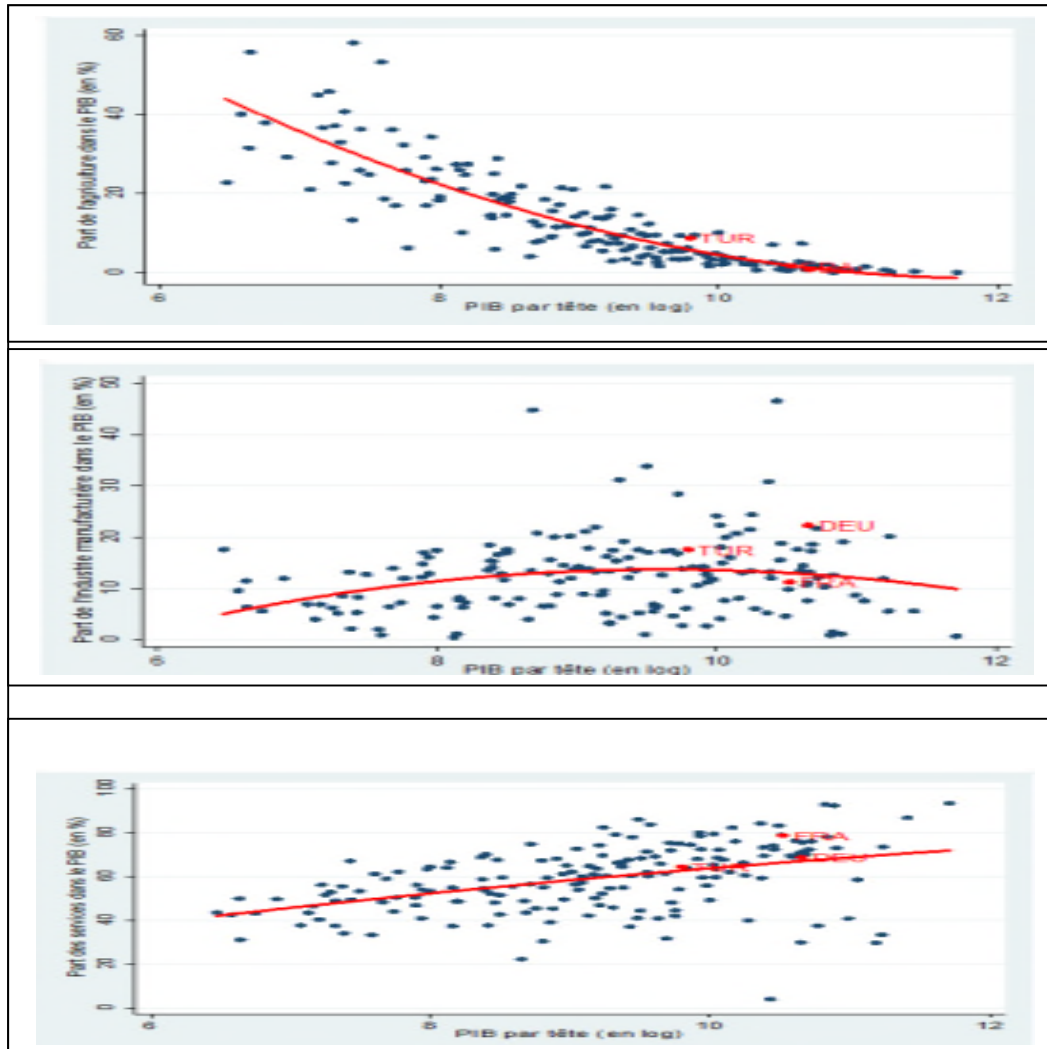 Part de l'agriculture dans le PIB (en %)
60
40
20
0
TUR
6
8
10
12
PIB par tête (en log)
Part de l'industrie manufacturière dans le PIB (en %)
50
40
30
20
10
0
DEU
TUR
FRA
6
8
10
12
PIB par tête (en log)
Part des services dans le PIB (en %)
100
80
60
40
20
0
FRA
DEU
TUR
6
8
10
12
PIB par tête (en log)